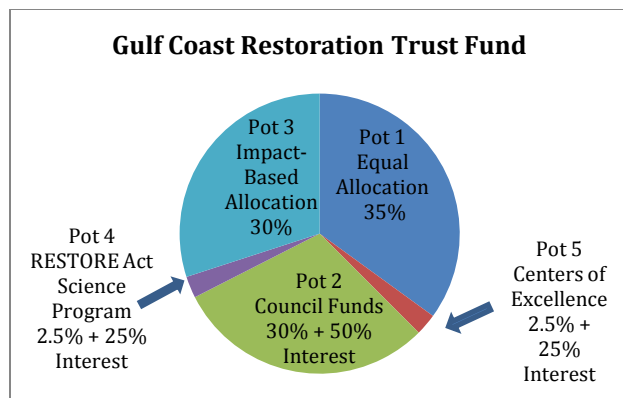 Gulf Coast Restoration Trust Fund
Pot 3
Impact-
Based
Allocation
30%
Pot 1
Equal
Allocation
35%
Pot 4
RESTORE Act
Science
Program
2.5% + 25%
Interest
Pot 2
Council Funds
30% + 50%
Interest
Pot 5
Centers of
Excellence
2.5% +
25%
Interest